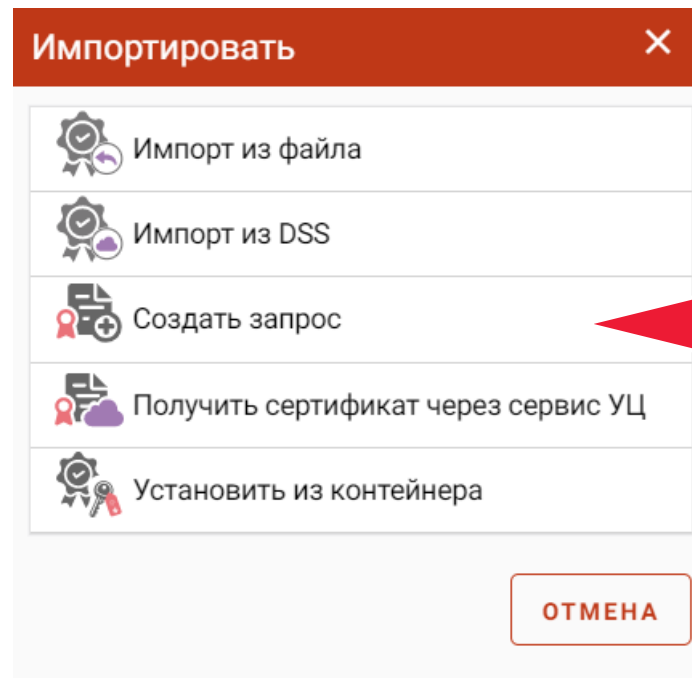 Импортировать
Импорт из файла
Импорт из DSS
Создать запрос
Получить сертификат через сервис УЦ
Установить из контейнера
ОТМЕНА